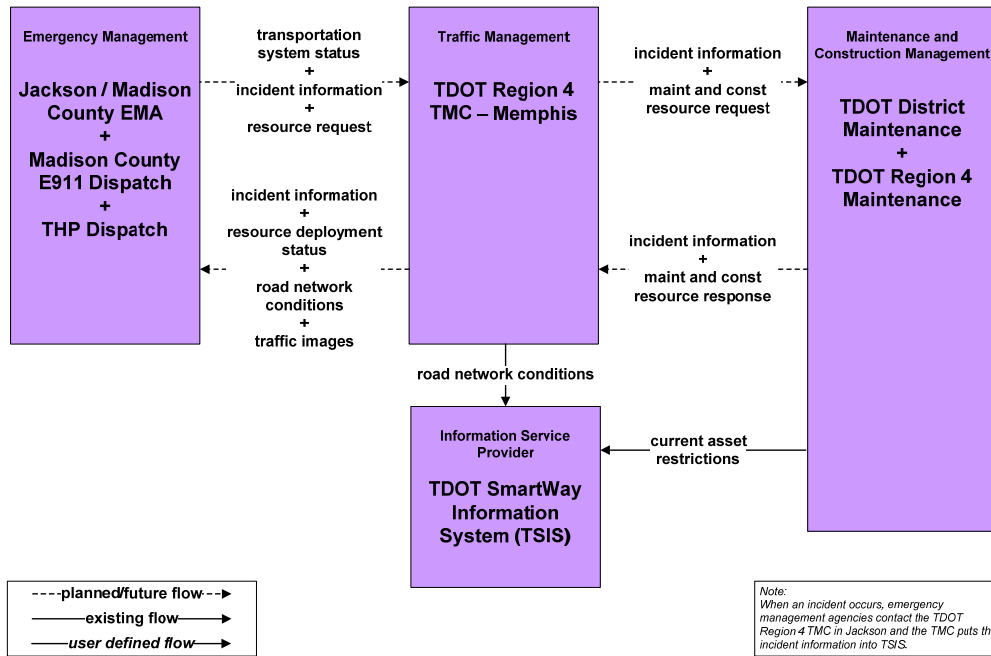 Emergency Management
Jackson / Madison
County EMA
+
Madison County
E911 Dispatch
+
THP Dispatch
transportation
system status
+
incident information
+
resource request
incident information
+
resource deployment
status
+
road network
conditions
+
traffic images
Traffic Management
TDOT Region 4
TMC – Memphis
incident information
+
maint and const
resource request
incident information
+
maint and const
resource response
Maintenance and
Construction Management
TDOT District
Maintenance
+
TDOT Region 4
Maintenance
road network conditions
Information Service
Provider
TDOT SmartWay
Information
System (TSIS)
current asset
restrictions
planned/future flow
existing flow
user defined flow
Note:
When an incident occurs, emergency
management agencies contact the TDOT
Region 4 TMC in Jackson and the TMC puts th
incident information into TSIS.